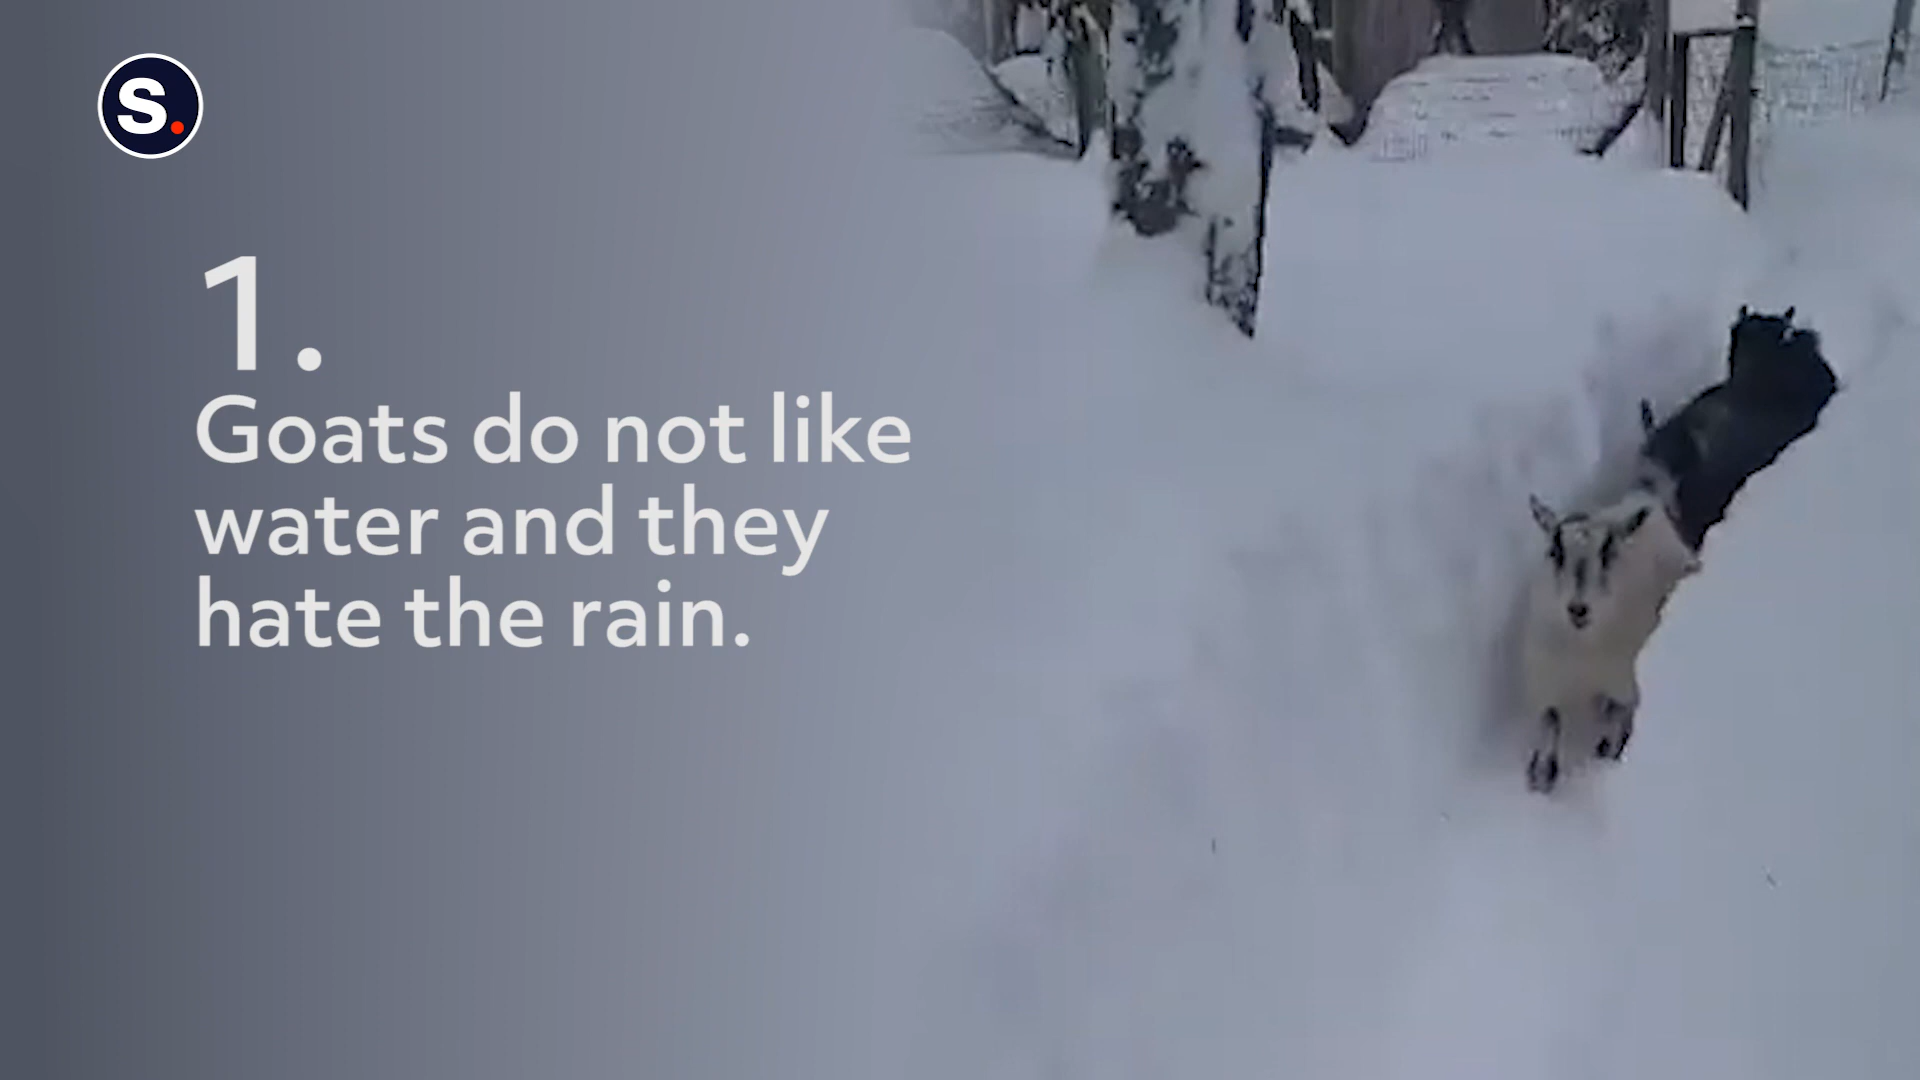 S.
1.
Goats do not like
water and they
hate the rain.